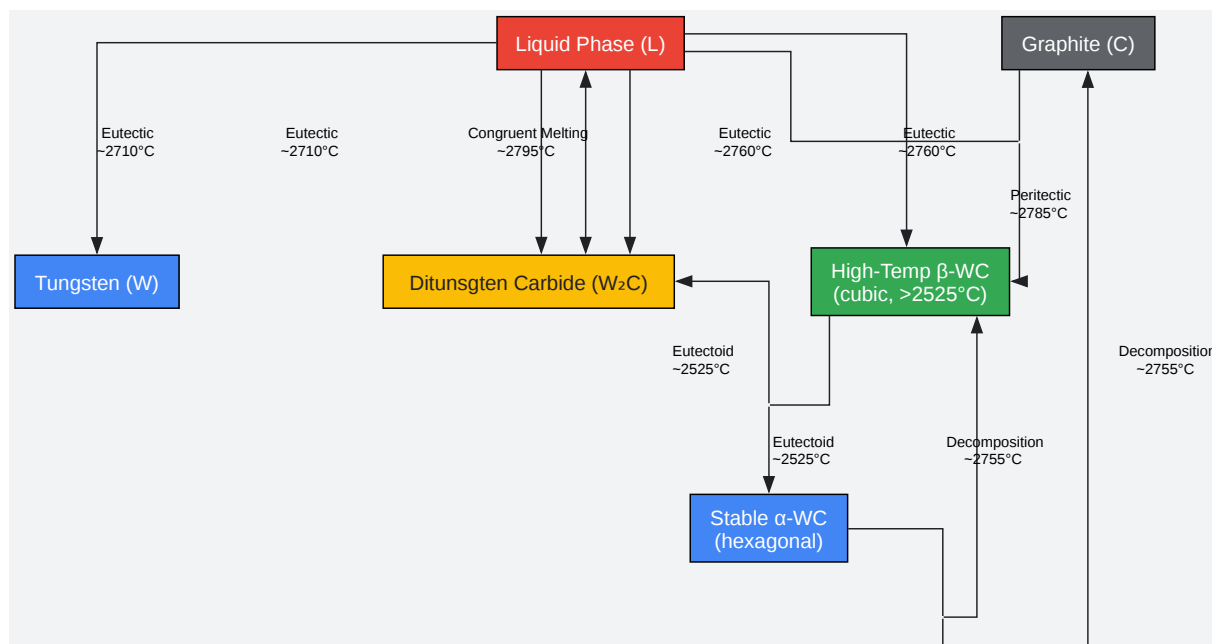 Liquid Phase (L)
Graphite (C)
Eutectic
~2710°C
Eutectic
~2710°C
Congruent Melting
~2795°C
Eutectic
~2760°C
Eutectic
~2760°C
Peritectic
~2785°C
Tungsten (W)
Ditunsgten Carbide (W₂C)
High-Temp β-WC
(cubic, >2525°C)
Eutectoid
~2525°C
Decomposition
~2755°C
Eutectoid
~2525°C
Decomposition
~2755°C
Stable α-WC
(hexagonal)